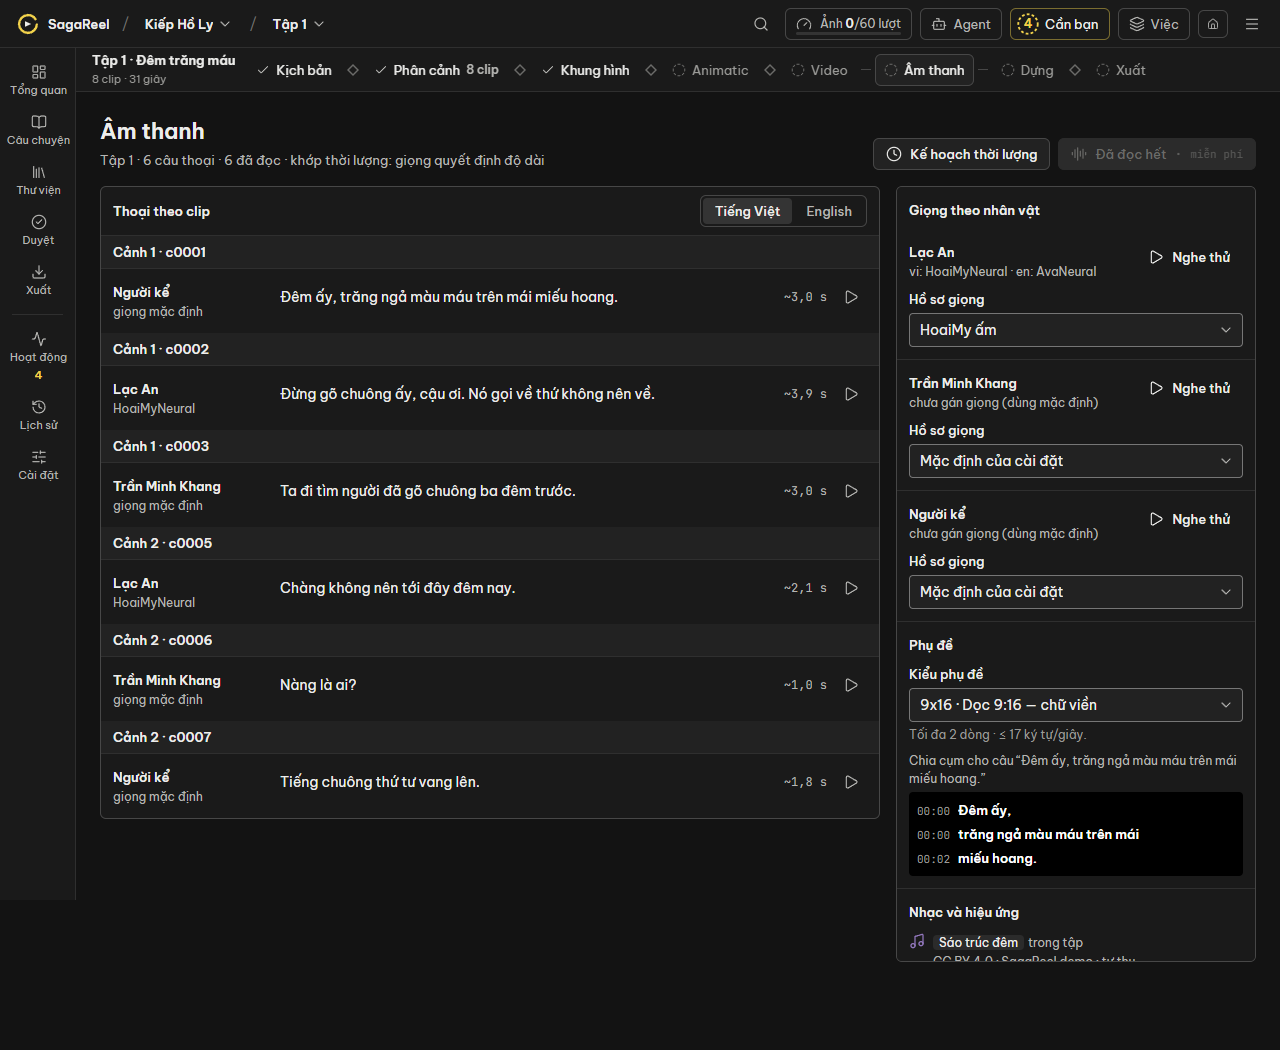 SagaReel / Kiếp Hồ Ly / Tập 1
Ảnh 0/60 lượt
Agent
4 Cần bạn
Việc
Tập 1 · Đêm trăng máu
8 clip · 31 giây
Kịch bản
Phân cảnh 8 clip
Khung hình
Animatic
Video
Âm thanh
Dựng
Xuất
Tổng quan
Câu chuyện
Thư viện
Duyệt
Xuất
Hoạt động
4
Lịch sử
Cài đặt
Âm thanh
Tập 1 · 6 câu thoại · 6 đã đọc · khớp thời lượng: giọng quyết định độ dài
Kế hoạch thời lượng
Đã đọc hết · miễn phí
Thoại theo clip
Tiếng Việt
English
Cảnh 1 · c0001
Người kể
giọng mặc định
Đêm ấy, trăng ngả màu máu trên mái miếu hoang.
~3,0 s
Cảnh 1 · c0002
Lạc An
HoaiMyNeural
Đừng gõ chuông ấy, cậu ơi. Nó gọi về thứ không nên về.
~3,9 s
Cảnh 1 · c0003
Trần Minh Khang
giọng mặc định
Ta đi tìm người đã gõ chuông ba đêm trước.
~3,0 s
Cảnh 2 · c0005
Lạc An
HoaiMyNeural
Chàng không nên tới đây đêm nay.
~2,1 s
Cảnh 2 · c0006
Trần Minh Khang
giọng mặc định
Nàng là ai?
~1,0 s
Cảnh 2 · c0007
Người kể
giọng mặc định
Tiếng chuông thứ tư vang lên.
~1,8 s
Giọng theo nhân vật
Lạc An
vi: HoaiMyNeural · en: AvaNeural
Nghe thử
Hồ sơ giọng
HoaiMy ấm
Trần Minh Khang
chưa gán giọng (dùng mặc định)
Nghe thử
Hồ sơ giọng
Mặc định của cài đặt
Người kể
chưa gán giọng (dùng mặc định)
Nghe thử
Hồ sơ giọng
Mặc định của cài đặt
Phụ đề
Kiểu phụ đề
9x16 · Dọc 9:16 — chữ viền
Tối đa 2 dòng · ≤ 17 ký tự/giây.
Chia cụm cho câu “Đêm ấy, trăng ngả màu máu trên mái
miếu hoang.”
00:00 Đêm ấy,
00:00 trăng ngả màu máu trên mái
00:02 miếu hoang.
Nhạc và hiệu ứng
Sáo trúc đêm trong tập
CC BY 4.0 · SagaReel demo · tự thu